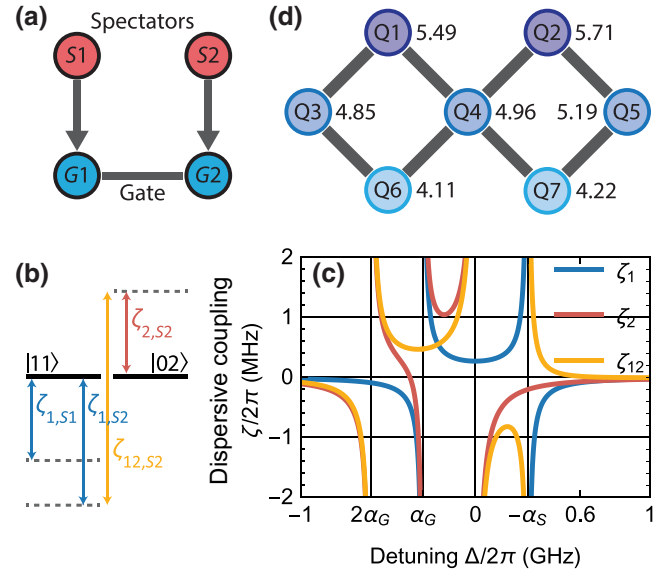 (a)
Spectators
S1
S2
G1
G2
Gate
(d)
Q1
5.49
Q2
5.71
Q3
4.85
Q4
4.96
5.19
Q5
Q6
4.11
Q7
4.22
(b)
ζ2,S2
|11⟩
|02⟩
ζ1,S1
ζ1,S2
ζ12,S2
(c)
Dispersive coupling
ζ/2π (MHz)
2
1
0
−1
−2
ζ1
ζ2
ζ12
−1
2αG
αG
0
−αS
0.6
1
Detuning Δ/2π (GHz)